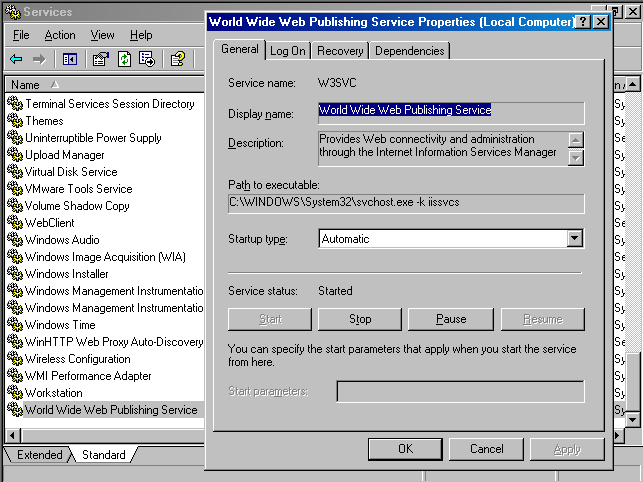 Services
File Action View Help
Name
Terminal Services Session Directory
Themes
Uninterruptible Power Supply
Upload Manager
Virtual Disk Service
VMware Tools Service
Volume Shadow Copy
WebClient
Windows Audio
Windows Image Acquisition (WIA)
Windows Installer
Windows Management Instrumentatio
Windows Management Instrumentatio
Windows Time
WinHTTP Web Proxy Auto-Discovery
Wireless Configuration
WMI Performance Adapter
Workstation
World Wide Web Publishing Service
Extended Standard
World Wide Web Publishing Service Properties (Local Computer)
General Log On Recovery Dependencies
Service name: W3SVC
Display name: World Wide Web Publishing Service
Description: Provides Web connectivity and administration
through the Internet Information Services Manager
Path to executable:
C:\WINDOWS\System32\svchost.exe -k iissvcs
Startup type: Automatic
Service status: Started
Start Stop Pause Resume
You can specify the start parameters that apply when you start the service
from here.
Start parameters:
OK Cancel Apply